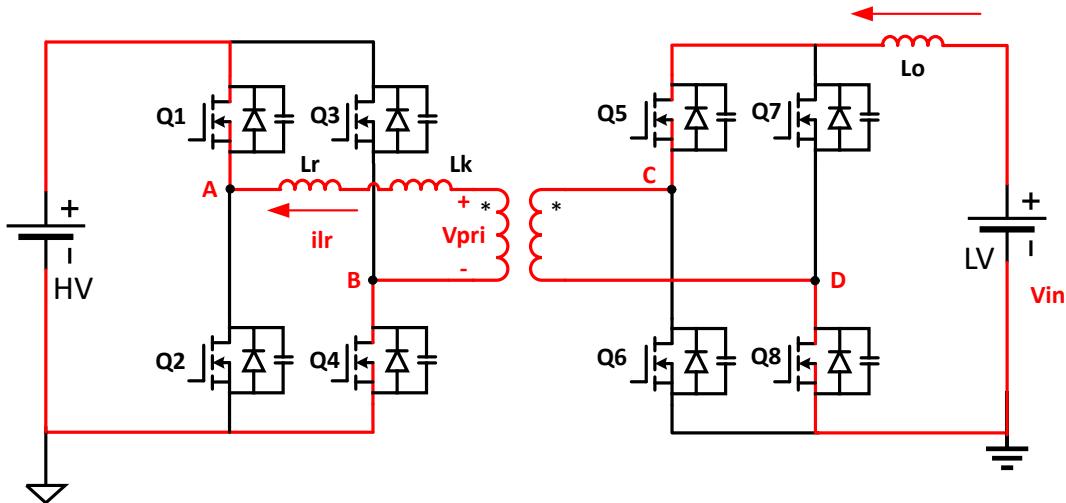 Lo
Q1
Q3
Q5
Q7
Lr
Lk
A
C
+
*
*
ilr
Vpri
+
−
HV
+
−
LV
Vin
B
-
D
Q2
Q4
Q6
Q8